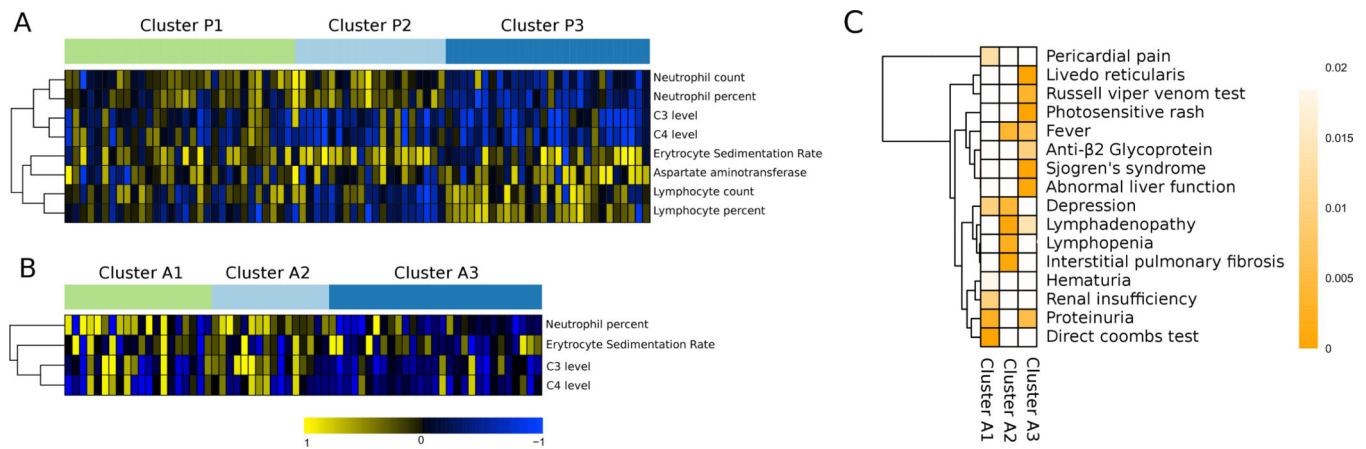 A
Cluster P1
Cluster P2
Cluster P3
Neutrophil count
Neutrophil percent
C3 level
C4 level
Erytrocyte Sedimentation Rate
Aspartate aminotransferase
Lymphocyte count
Lymphocyte percent
B
Cluster A1
Cluster A2
Cluster A3
Neutrophil percent
Erytrocyte Sedimentation Rate
C3 level
C4 level
1
0
-1
C
Pericardial pain
Livedo reticularis
Russell viper venom test
Photosensitive rash
Fever
Anti-β2 Glycoprotein
Sjogren's syndrome
Abnormal liver function
Depression
Lymphadenopathy
Lymphopenia
Interstitial pulmonary fibrosis
Hematuria
Renal insufficiency
Proteinuria
Direct coombs test
Cluster A1
Cluster A2
Cluster A3
0.02
0.015
0.01
0.005
0